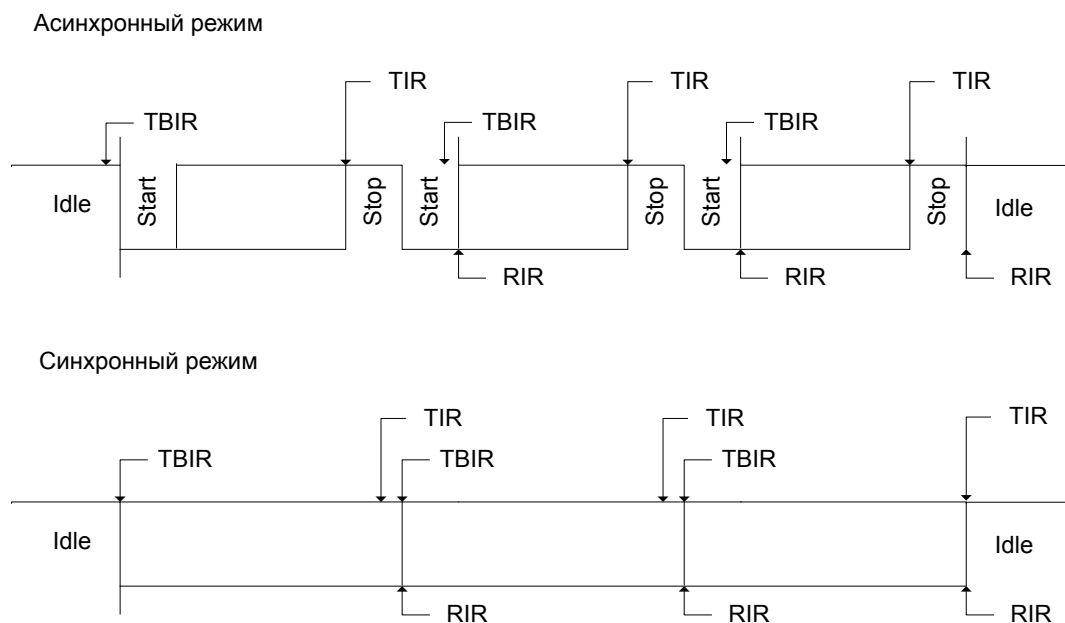 Асинхронный режим
TIR TIR TIR
TBIR TBIR TBIR
Idle Start Stop Start Stop Start Stop Idle
RIR RIR RIR
Синхронный режим
TIR TIR TIR
TBIR TBIR TBIR
Idle Idle
RIR RIR RIR